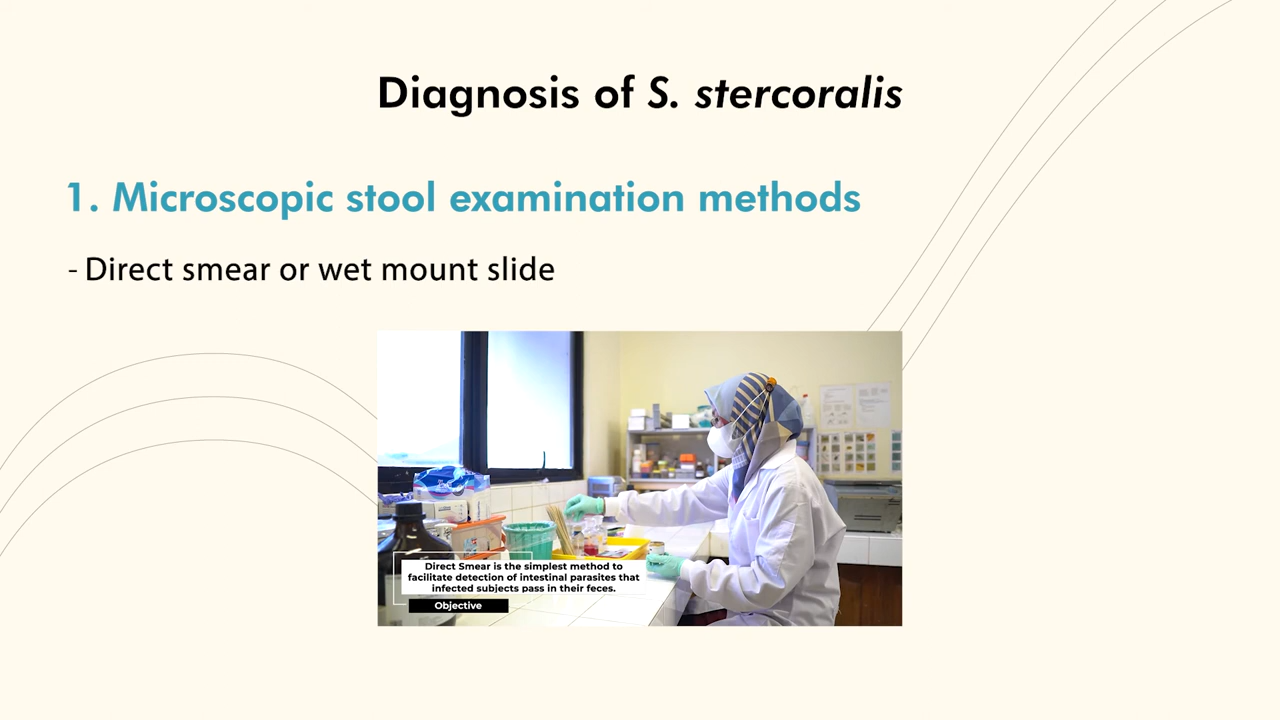 Diagnosis of S. stercoralis
1. Microscopic stool examination methods
- Direct smear or wet mount slide
Direct Smear is the simplest method to
facilitate detection of intestinal parasites that
infected subjects pass in their feces.
Objective